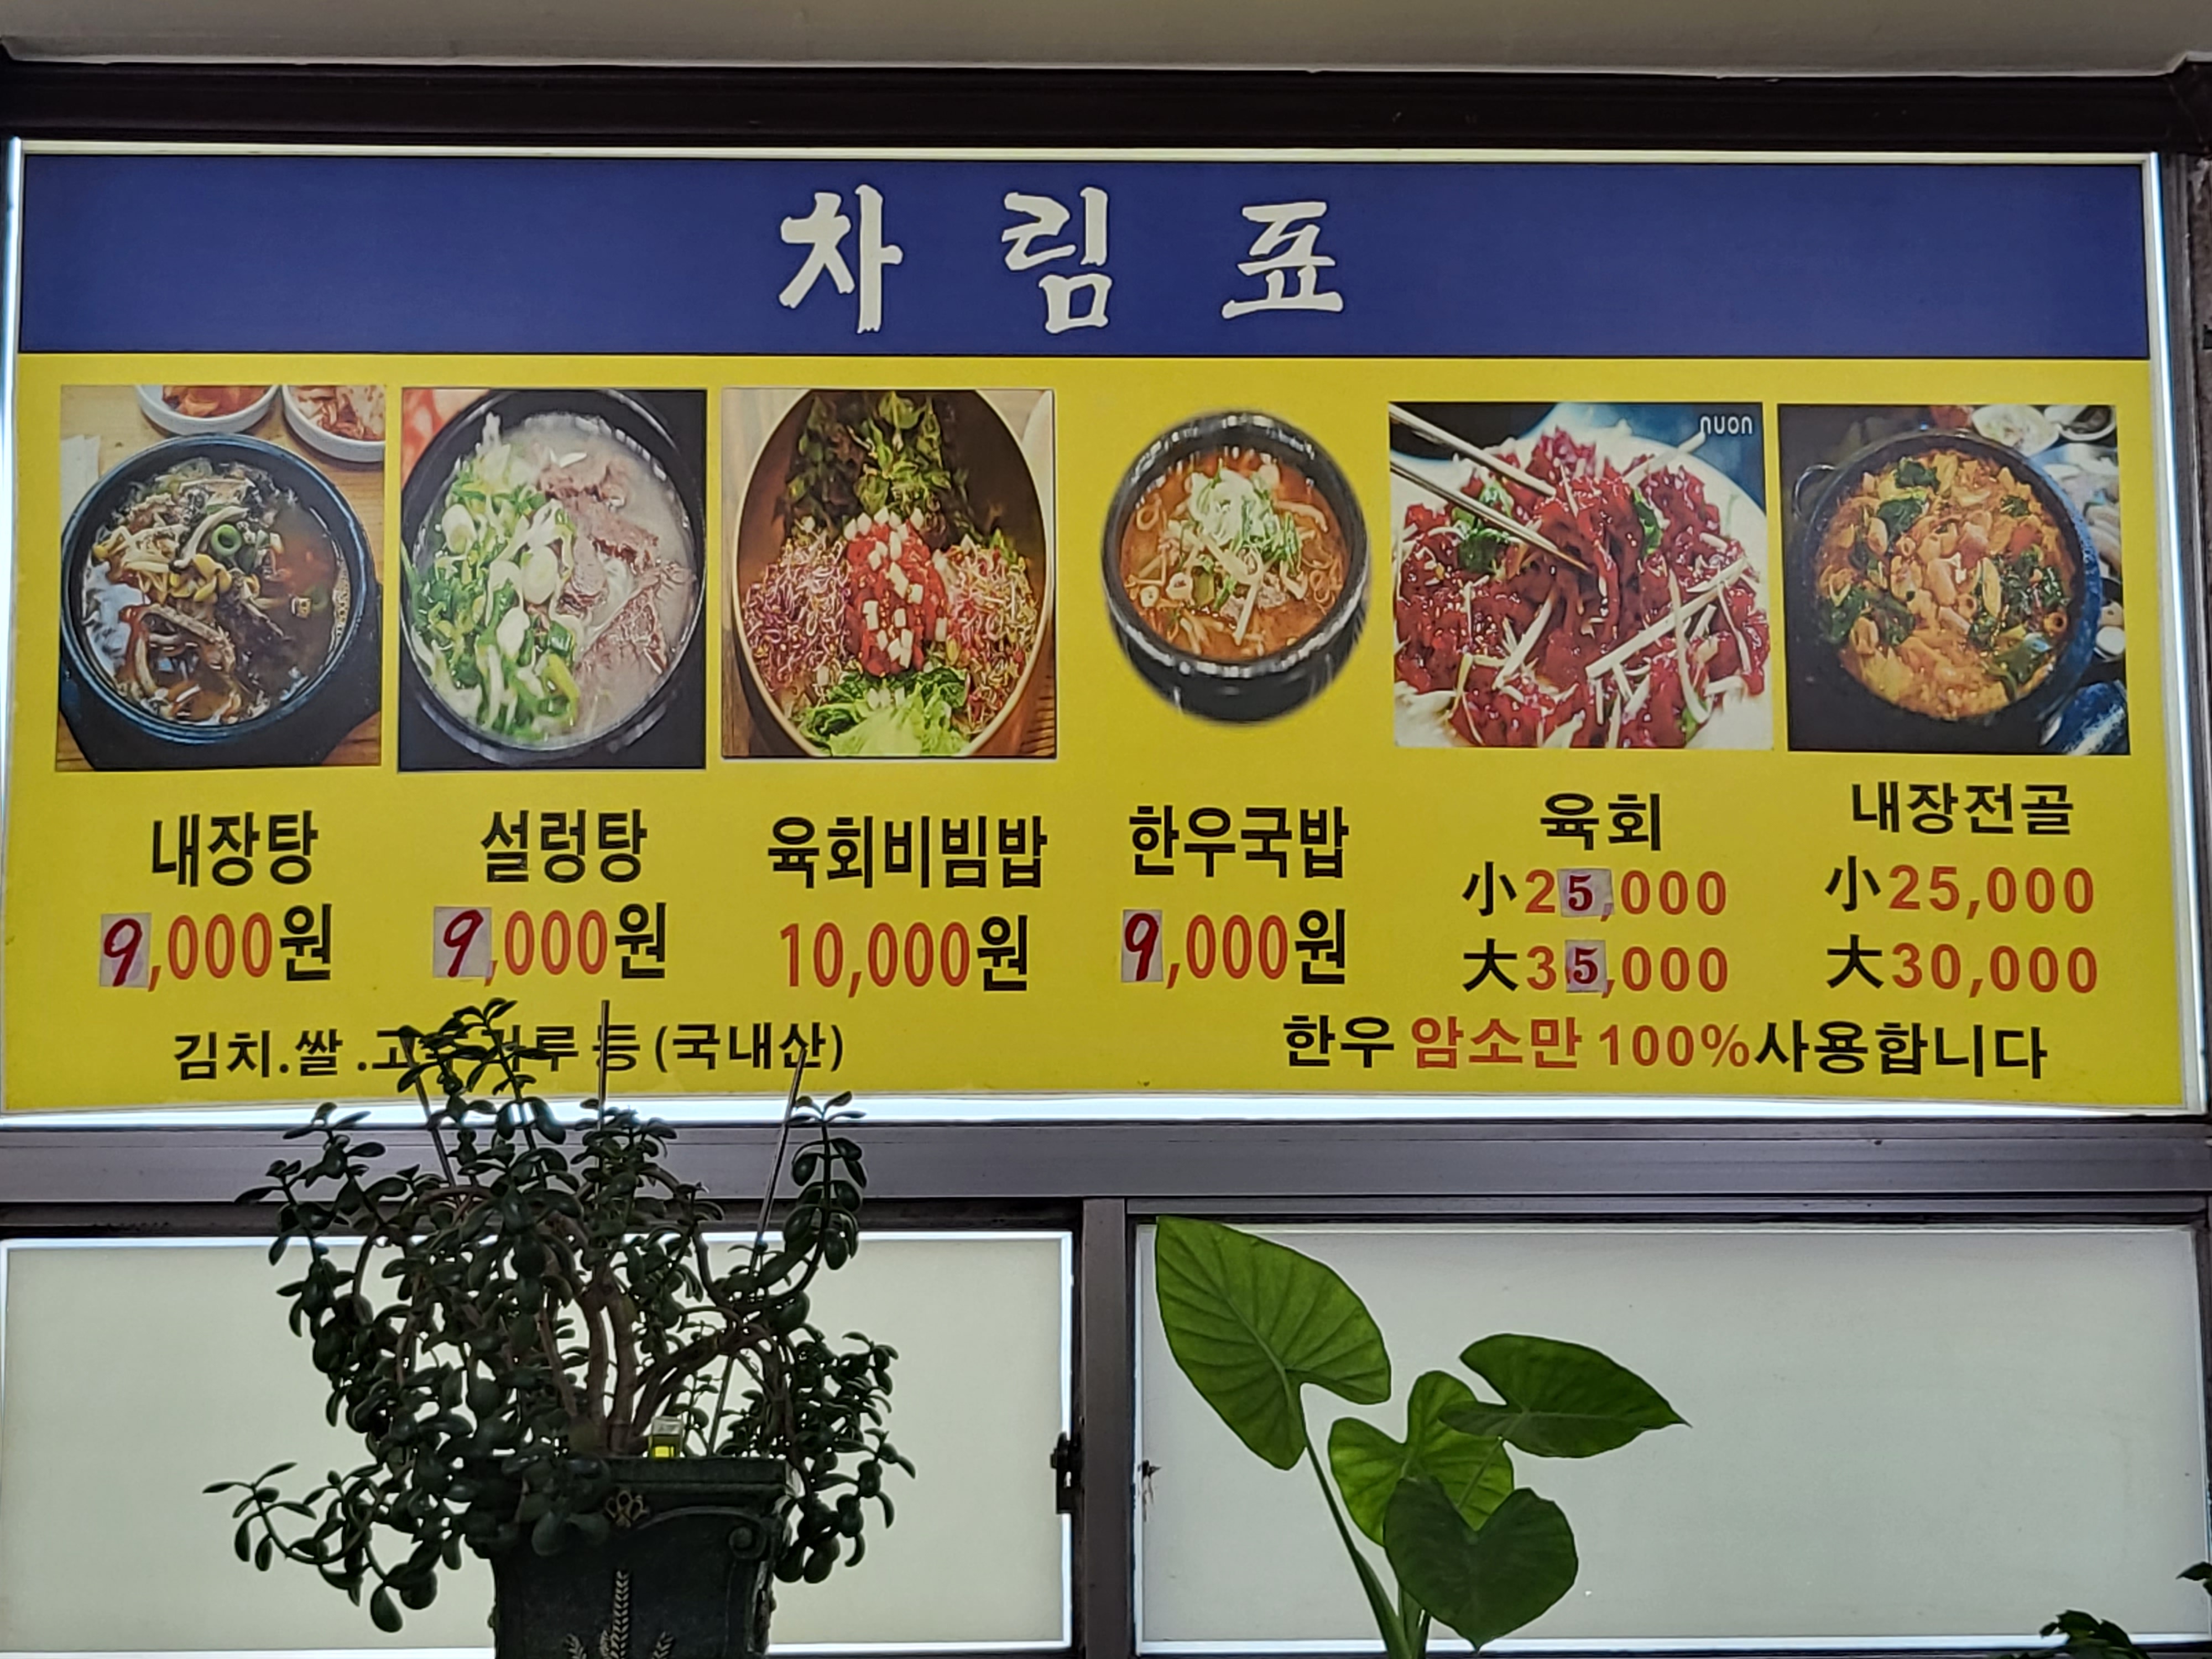 차림표
nuon
내장탕
9,000원
설렁탕
9,000원
육회비빔밥
10,000원
한우국밥
9,000원
육회
小25,000
大35,000
내장전골
小25,000
大30,000
김치.쌀. 등(국내산)
한우 암소만 100%사용합니다